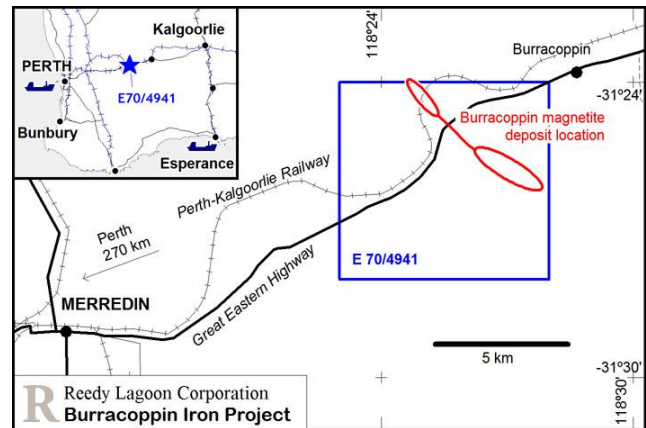 Kalgoorlie
PERTH
E70/4941
Bunbury
Esperance
118°24'
Burracoppin
-31°24'
Burracoppin magnetite
deposit location
Perth-Kalgoorlie Railway
Perth
270 km
Great Eastern Highway
E 70/4941
MERREDIN
5 km
-31°30'
118°30'
R Reedy Lagoon Corporation
Burracoppin Iron Project